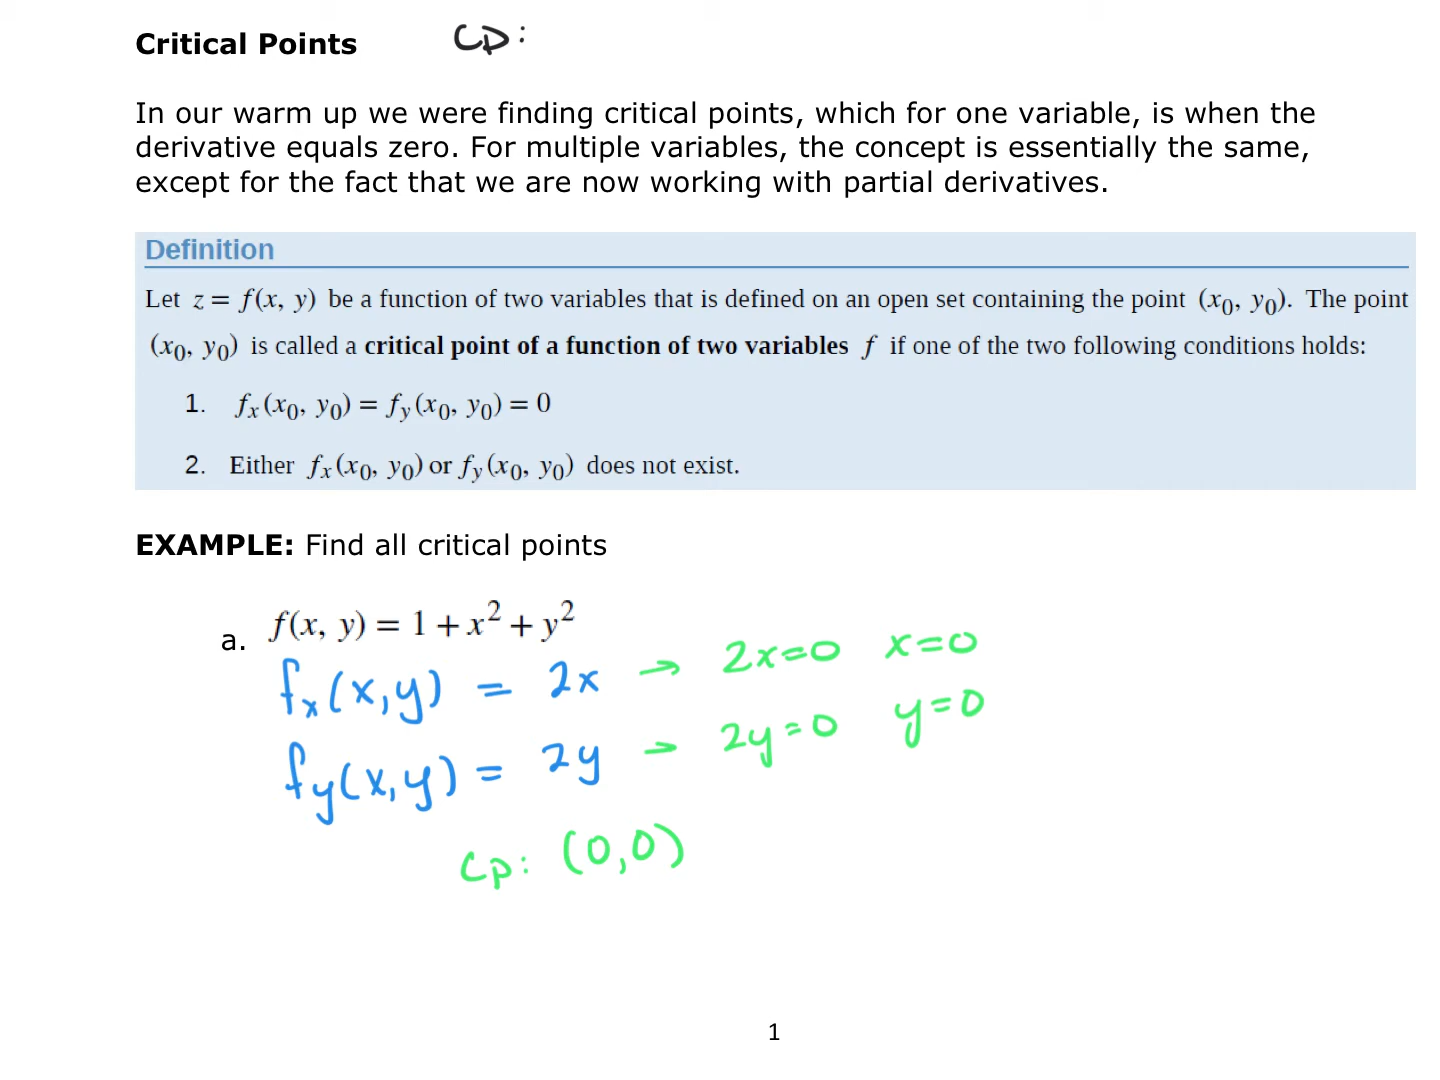 Critical Points CP:
In our warm up we were finding critical points, which for one variable, is when the
derivative equals zero. For multiple variables, the concept is essentially the same,
except for the fact that we are now working with partial derivatives.
Definition
Let z = f(x, y) be a function of two variables that is defined on an open set containing the point (x₀, y₀). The point
(x₀, y₀) is called a critical point of a function of two variables f if one of the two following conditions holds:
1. fₓ(x₀, y₀) = f_y(x₀, y₀) = 0
2. Either fₓ(x₀, y₀) or f_y(x₀, y₀) does not exist.
EXAMPLE: Find all critical points
a. f(x, y) = 1 + x² + y²
fₓ(x,y) = 2x → 2x=0 x=0
f_y(x,y) = 2y → 2y=0 y=0
Cp: (0,0)
1